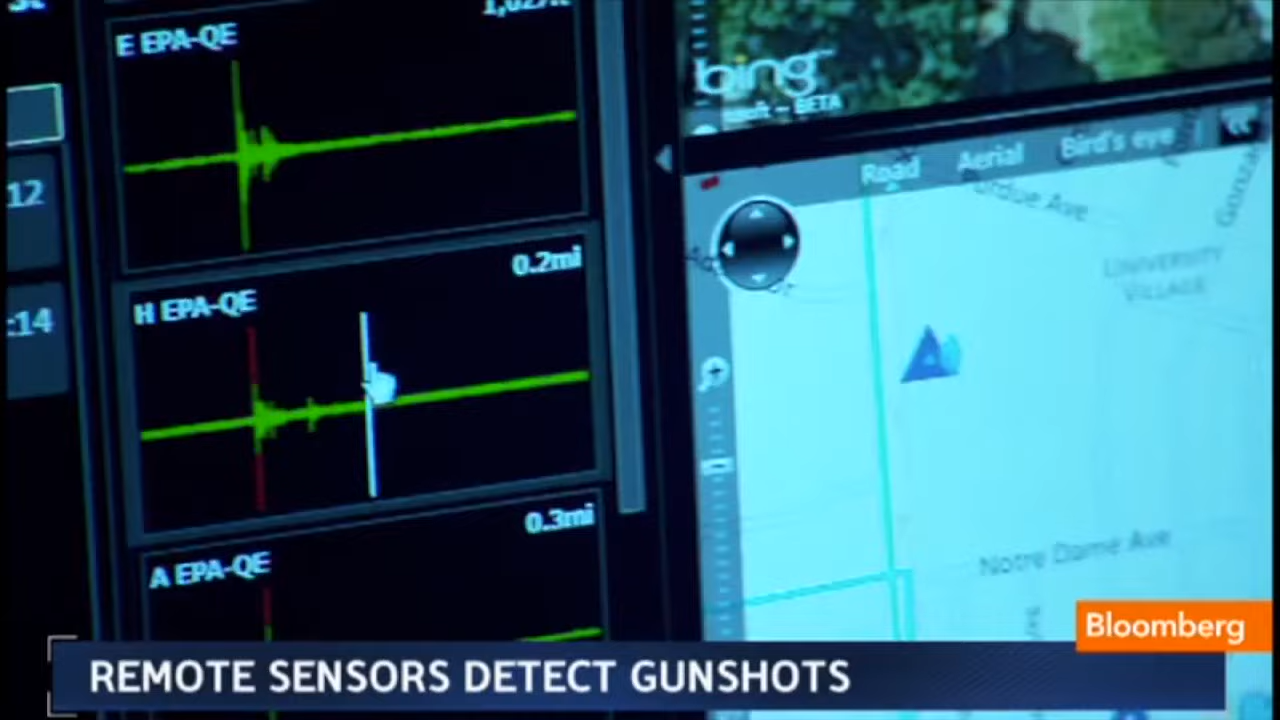 E EPA-QE
bing
BETA
Road
Aerial
Bird's eye
:12
0.2mi
H EPA-QE
UNIVERSITY
VILLAGE
:14
0.3mi
A EPA-QE
Notre Dame Ave
Bloomberg
REMOTE SENSORS DETECT GUNSHOTS